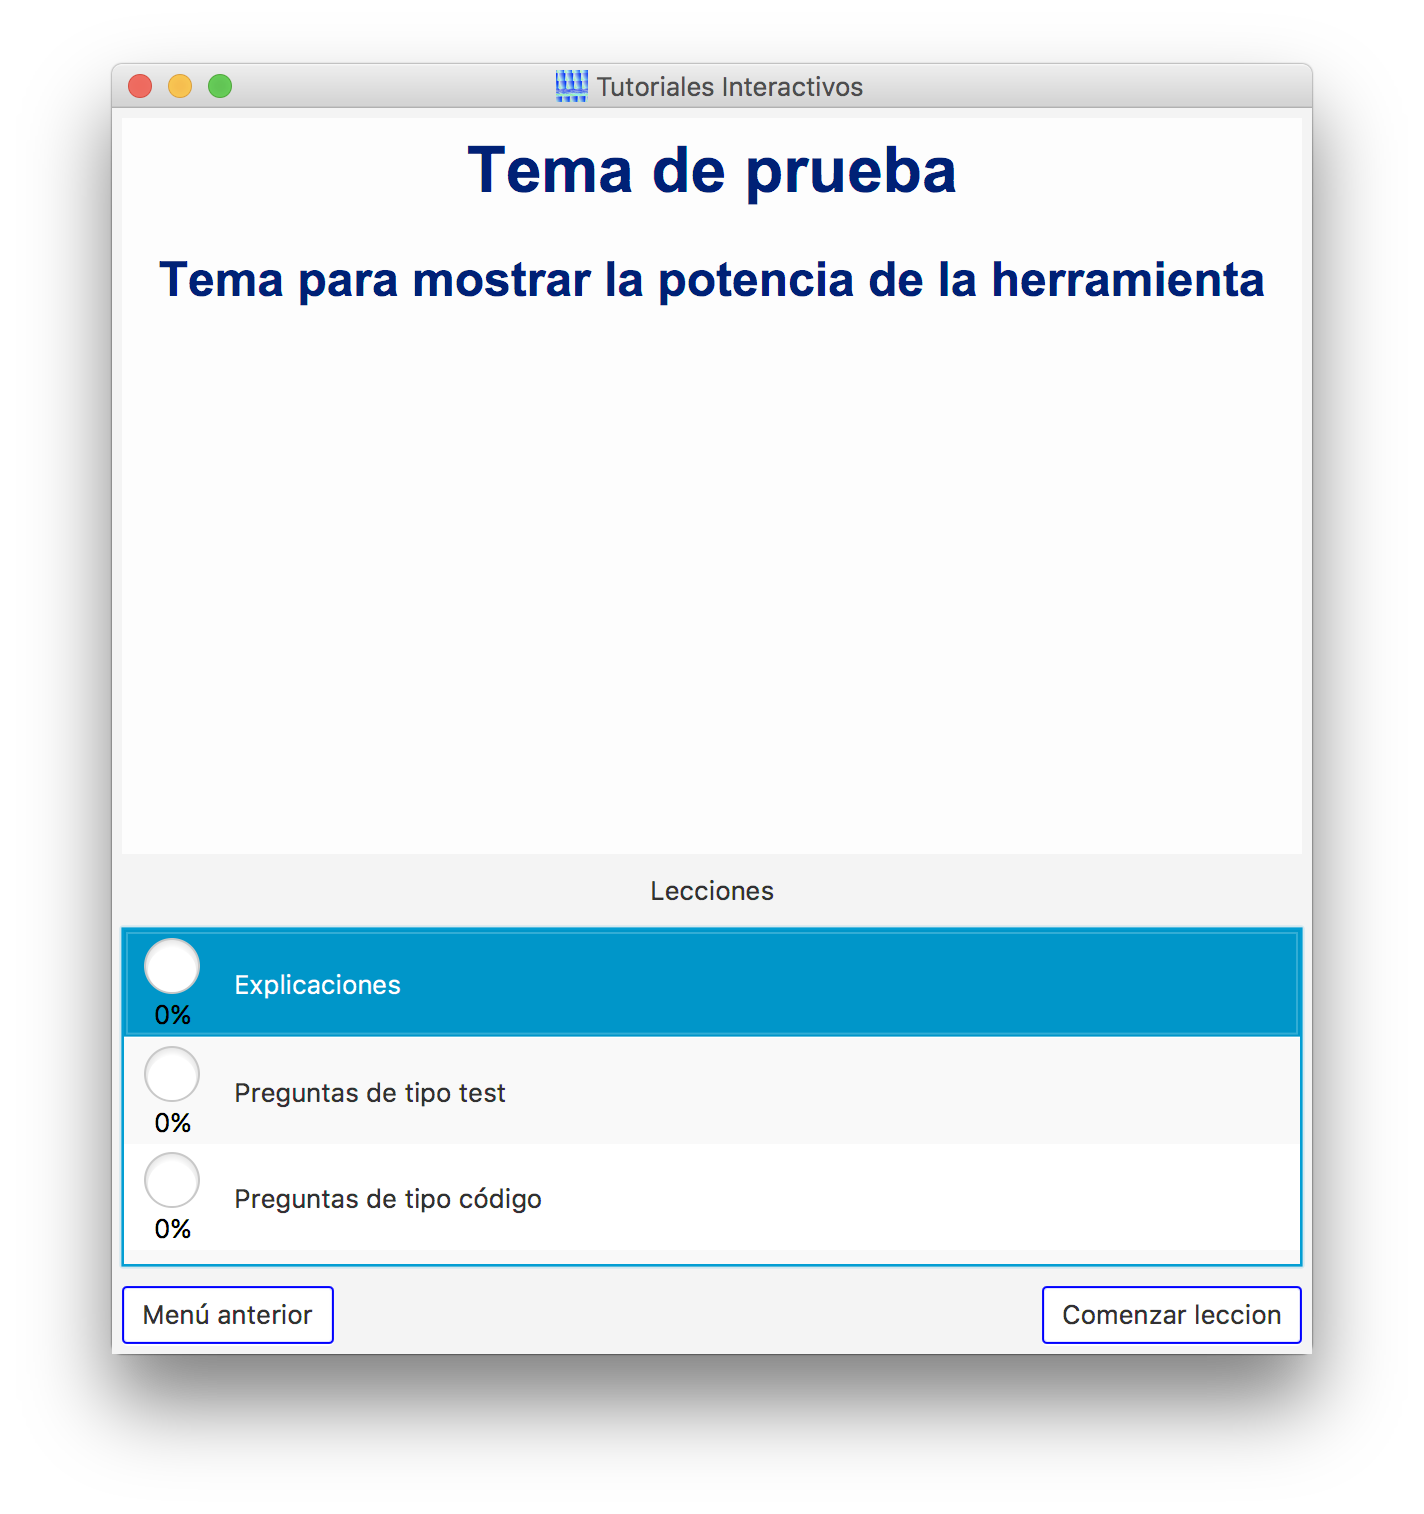 Tutoriales Interactivos
Tema de prueba
Tema para mostrar la potencia de la herramienta
Lecciones
0%
Explicaciones
0%
Preguntas de tipo test
0%
Preguntas de tipo código
Menú anterior
Comenzar leccion